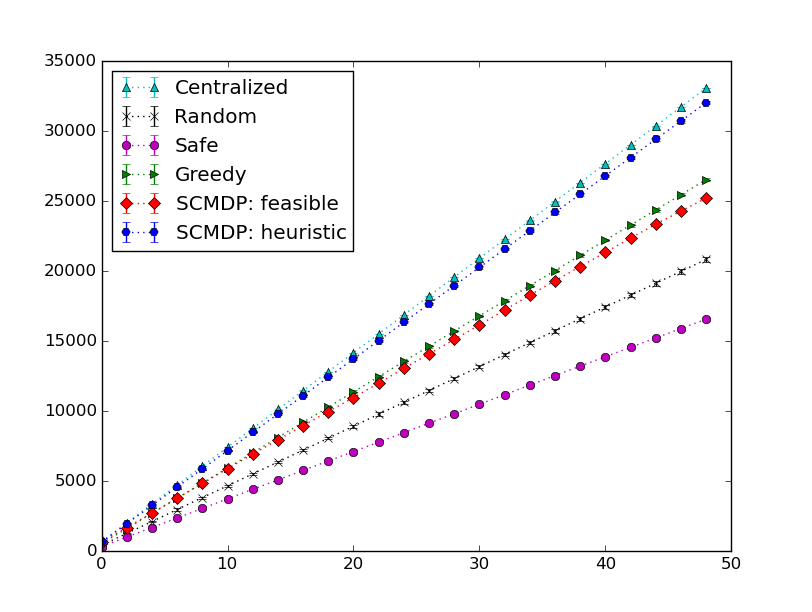 35000
30000
25000
20000
15000
10000
5000
0
Centralized
Random
Safe
Greedy
SCMDP: feasible
SCMDP: heuristic
0 10 20 30 40 50